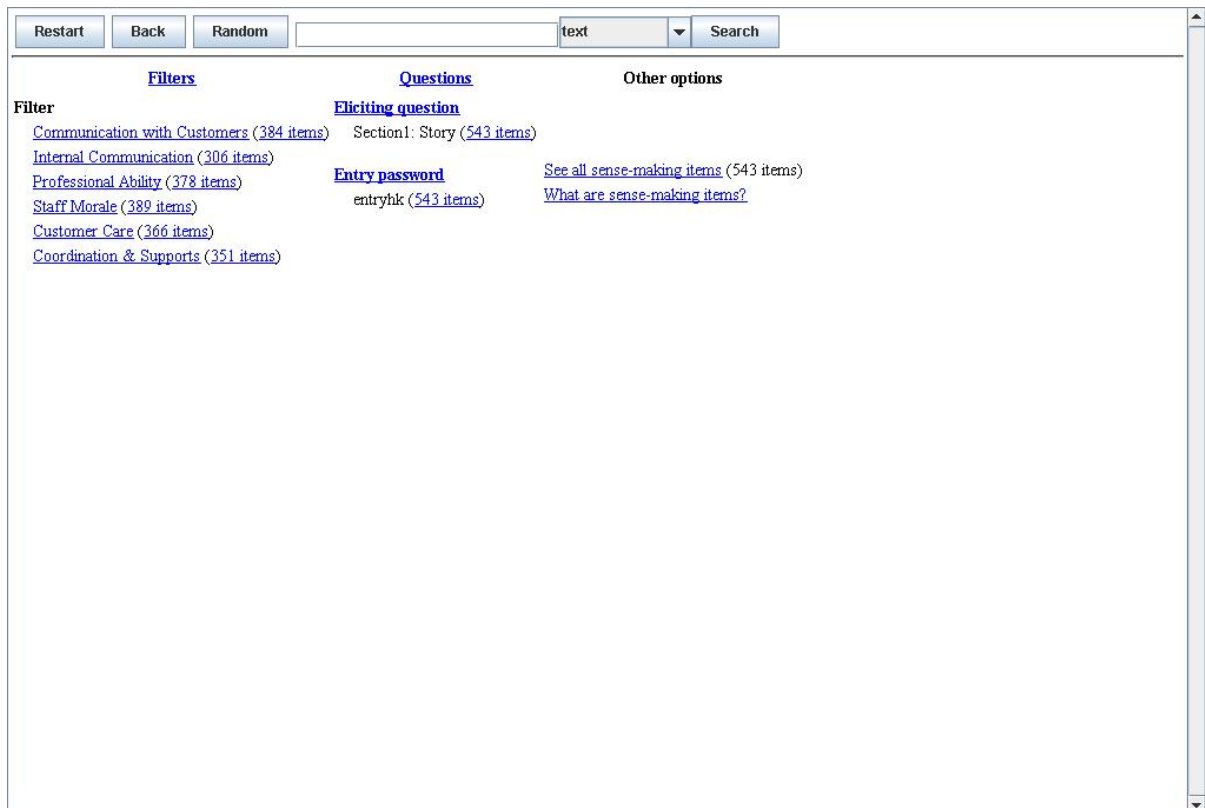 Restart Back Random text Search
Filters Questions Other options
Filter
Communication with Customers (384 items)
Internal Communication (306 items)
Professional Ability (378 items)
Staff Morale (389 items)
Customer Care (366 items)
Coordination & Supports (351 items)
Eliciting question
Section1: Story (543 items)
Entry password
entryhk (543 items)
See all sense-making items (543 items)
What are sense-making items?